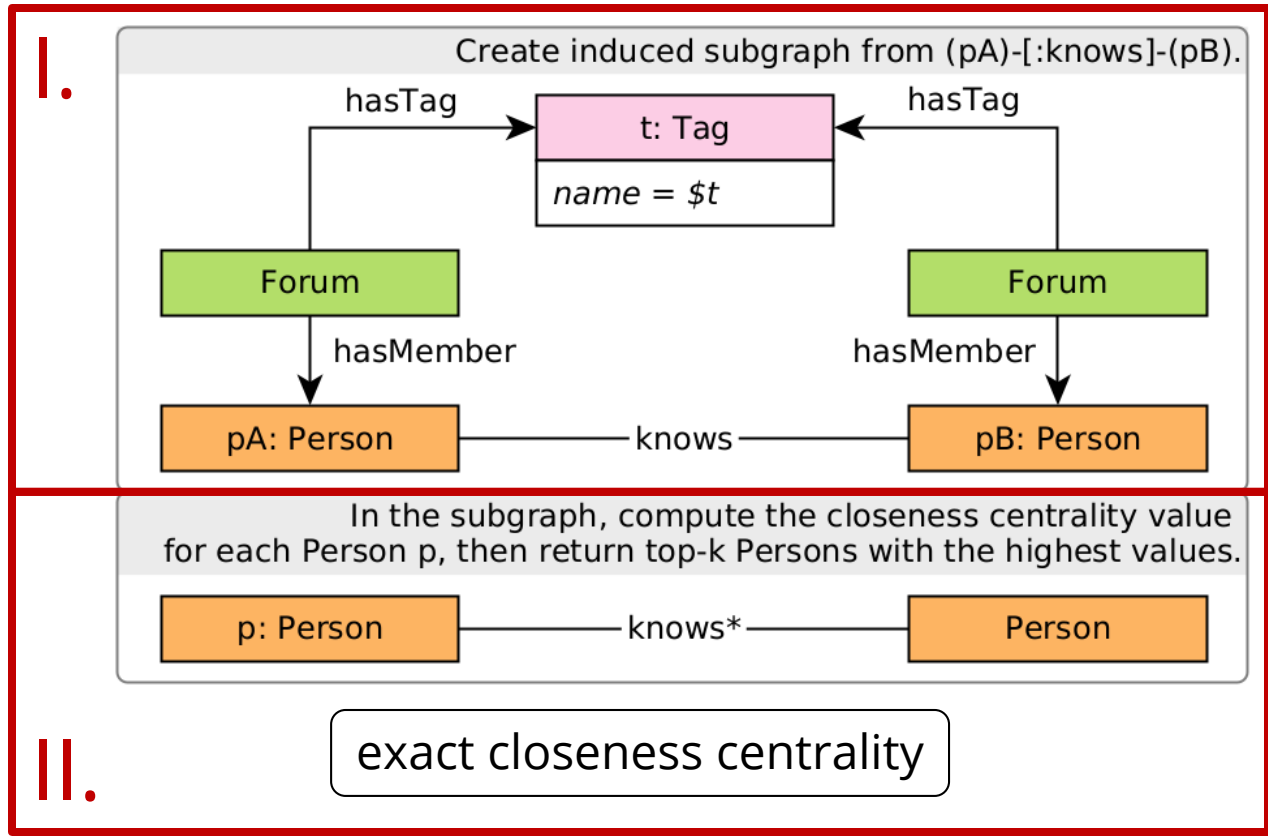 I.
Create induced subgraph from (pA)-[:knows]-(pB).
hasTag
hasTag
t: Tag
name = $t
Forum
Forum
hasMember
hasMember
pA: Person
knows
pB: Person
In the subgraph, compute the closeness centrality value
for each Person p, then return top-k Persons with the highest values.
p: Person
knows*
Person
II.
exact closeness centrality